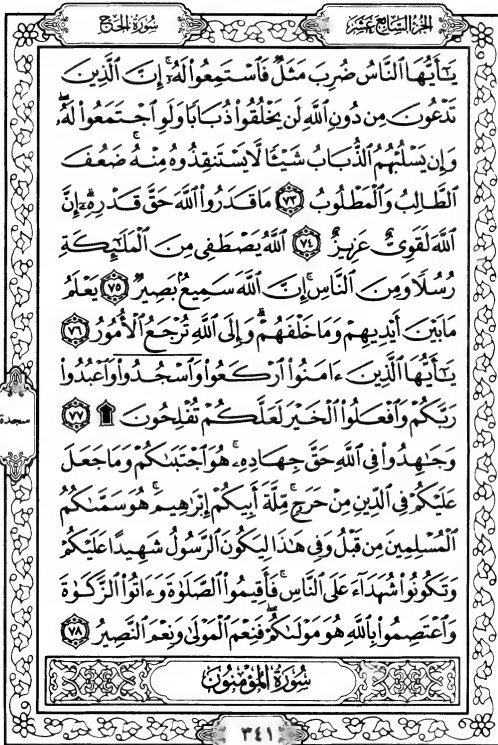 الجزء السابع عشر
سورة الحج
يَٰٓأَيُّهَا ٱلنَّاسُ ضُرِبَ مَثَلٌ فَٱسْتَمِعُوا۟ لَهُۥٓ ۚ إِنَّ ٱلَّذِينَ
تَدْعُونَ مِن دُونِ ٱللَّهِ لَن يَخْلُقُوا۟ ذُبَابًا وَلَوِ ٱجْتَمَعُوا۟ لَهُۥ ۖ
وَإِن يَسْلُبْهُمُ ٱلذُّبَابُ شَيْـًٔا لَّا يَسْتَنقِذُوهُ مِنْهُ ۚ ضَعُفَ
ٱلطَّالِبُ وَٱلْمَطْلُوبُ ٧٣ مَا قَدَرُوا۟ ٱللَّهَ حَقَّ قَدْرِهِۦٓ ۗ إِنَّ
ٱللَّهَ لَقَوِىٌّ عَزِيزٌ ٧٤ ٱللَّهُ يَصْطَفِى مِنَ ٱلْمَلَٰٓئِكَةِ
رُسُلًا وَمِنَ ٱلنَّاسِ ۚ إِنَّ ٱللَّهَ سَمِيعٌۢ بَصِيرٌ ٧٥ يَعْلَمُ
مَا بَيْنَ أَيْدِيهِمْ وَمَا خَلْفَهُمْ ۗ وَإِلَى ٱللَّهِ تُرْجَعُ ٱلْأُمُورُ ٧٦
يَٰٓأَيُّهَا ٱلَّذِينَ ءَامَنُوا۟ ٱرْكَعُوا۟ وَٱسْجُدُوا۟ وَٱعْبُدُوا۟
رَبَّكُمْ وَٱفْعَلُوا۟ ٱلْخَيْرَ لَعَلَّكُمْ تُفْلِحُونَ ۩ ٧٧
سجدة
وَجَٰهِدُوا۟ فِى ٱللَّهِ حَقَّ جِهَادِهِۦ ۚ هُوَ ٱجْتَبَىٰكُمْ وَمَا جَعَلَ
عَلَيْكُمْ فِى ٱلدِّينِ مِنْ حَرَجٍ ۚ مِّلَّةَ أَبِيكُمْ إِبْرَٰهِيمَ ۚ هُوَ سَمَّىٰكُمُ
ٱلْمُسْلِمِينَ مِن قَبْلُ وَفِى هَٰذَا لِيَكُونَ ٱلرَّسُولُ شَهِيدًا عَلَيْكُمْ
وَتَكُونُوا۟ شُهَدَآءَ عَلَى ٱلنَّاسِ ۚ فَأَقِيمُوا۟ ٱلصَّلَوٰةَ وَءَاتُوا۟ ٱلزَّكَوٰةَ
وَٱعْتَصِمُوا۟ بِٱللَّهِ هُوَ مَوْلَىٰكُمْ ۖ فَنِعْمَ ٱلْمَوْلَىٰ وَنِعْمَ ٱلنَّصِيرُ ٧٨
سُورَةُ المُؤْمِنُونَ
٣٤١